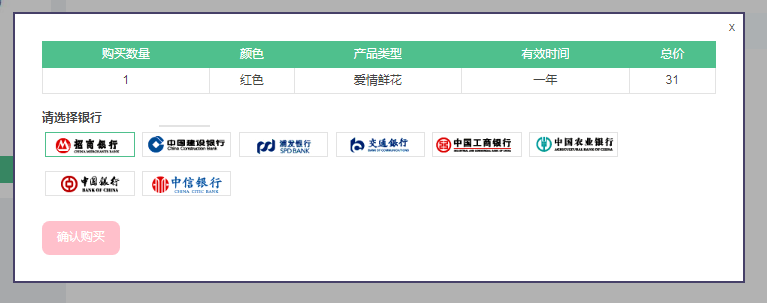 x
购买数量 颜色 产品类型 有效时间 总价
1 红色 爱情鲜花 一年 31
请选择银行
招商银行 中国建设银行 浦发银行 交通银行 中国工商银行 中国农业银行
CHINA MERCHANTS BANK China Construction Bank SPD BANK BANK OF COMMUNICATIONS INDUSTRIAL AND COMMERCIAL BANK OF CHINA AGRICULTURAL BANK OF CHINA
中国银行 中信银行
BANK OF CHINA CHINA CITIC BANK
确认购买